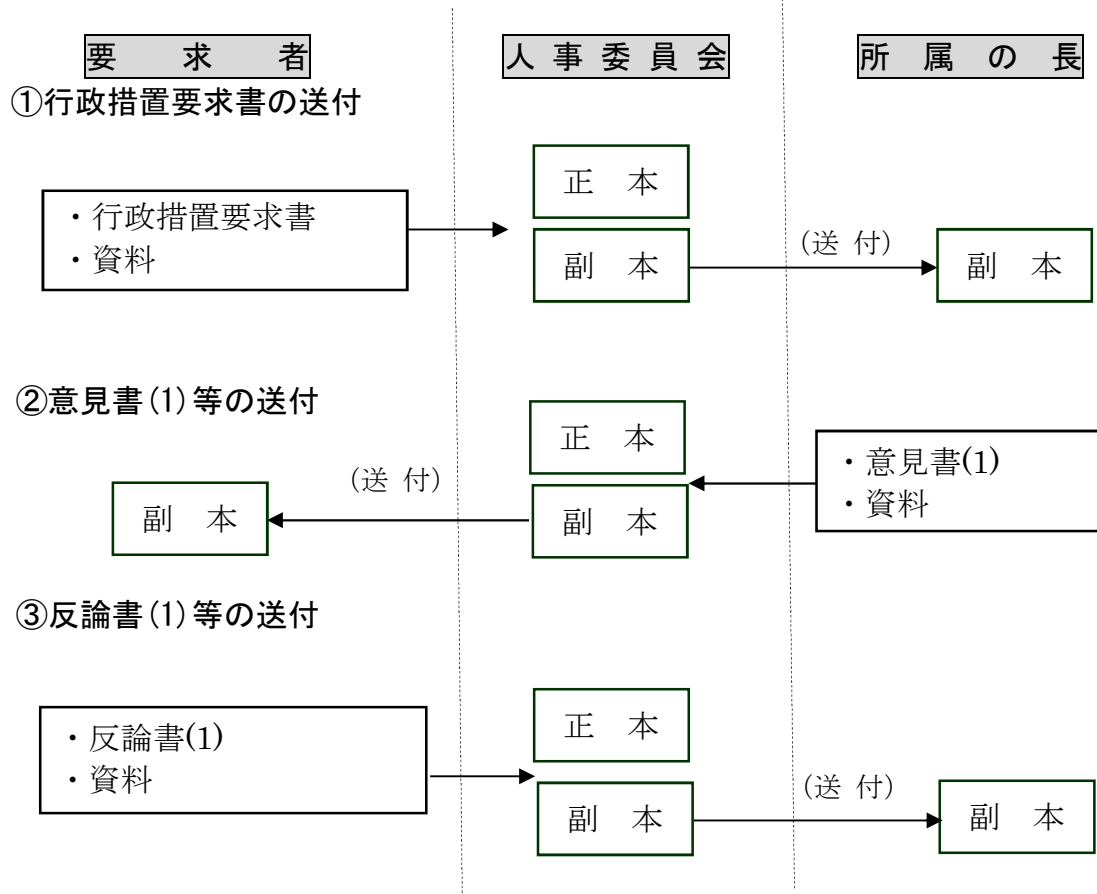 要求者 人事委員会 所属の長
①行政措置要求書の送付
正本
・行政措置要求書
・資料
副本
(送付)
副本
②意見書(1)等の送付
正本
・意見書(1)
・資料
(送付)
副本
副本
③反論書(1)等の送付
正本
・反論書(1)
・資料
副本
(送付)
副本